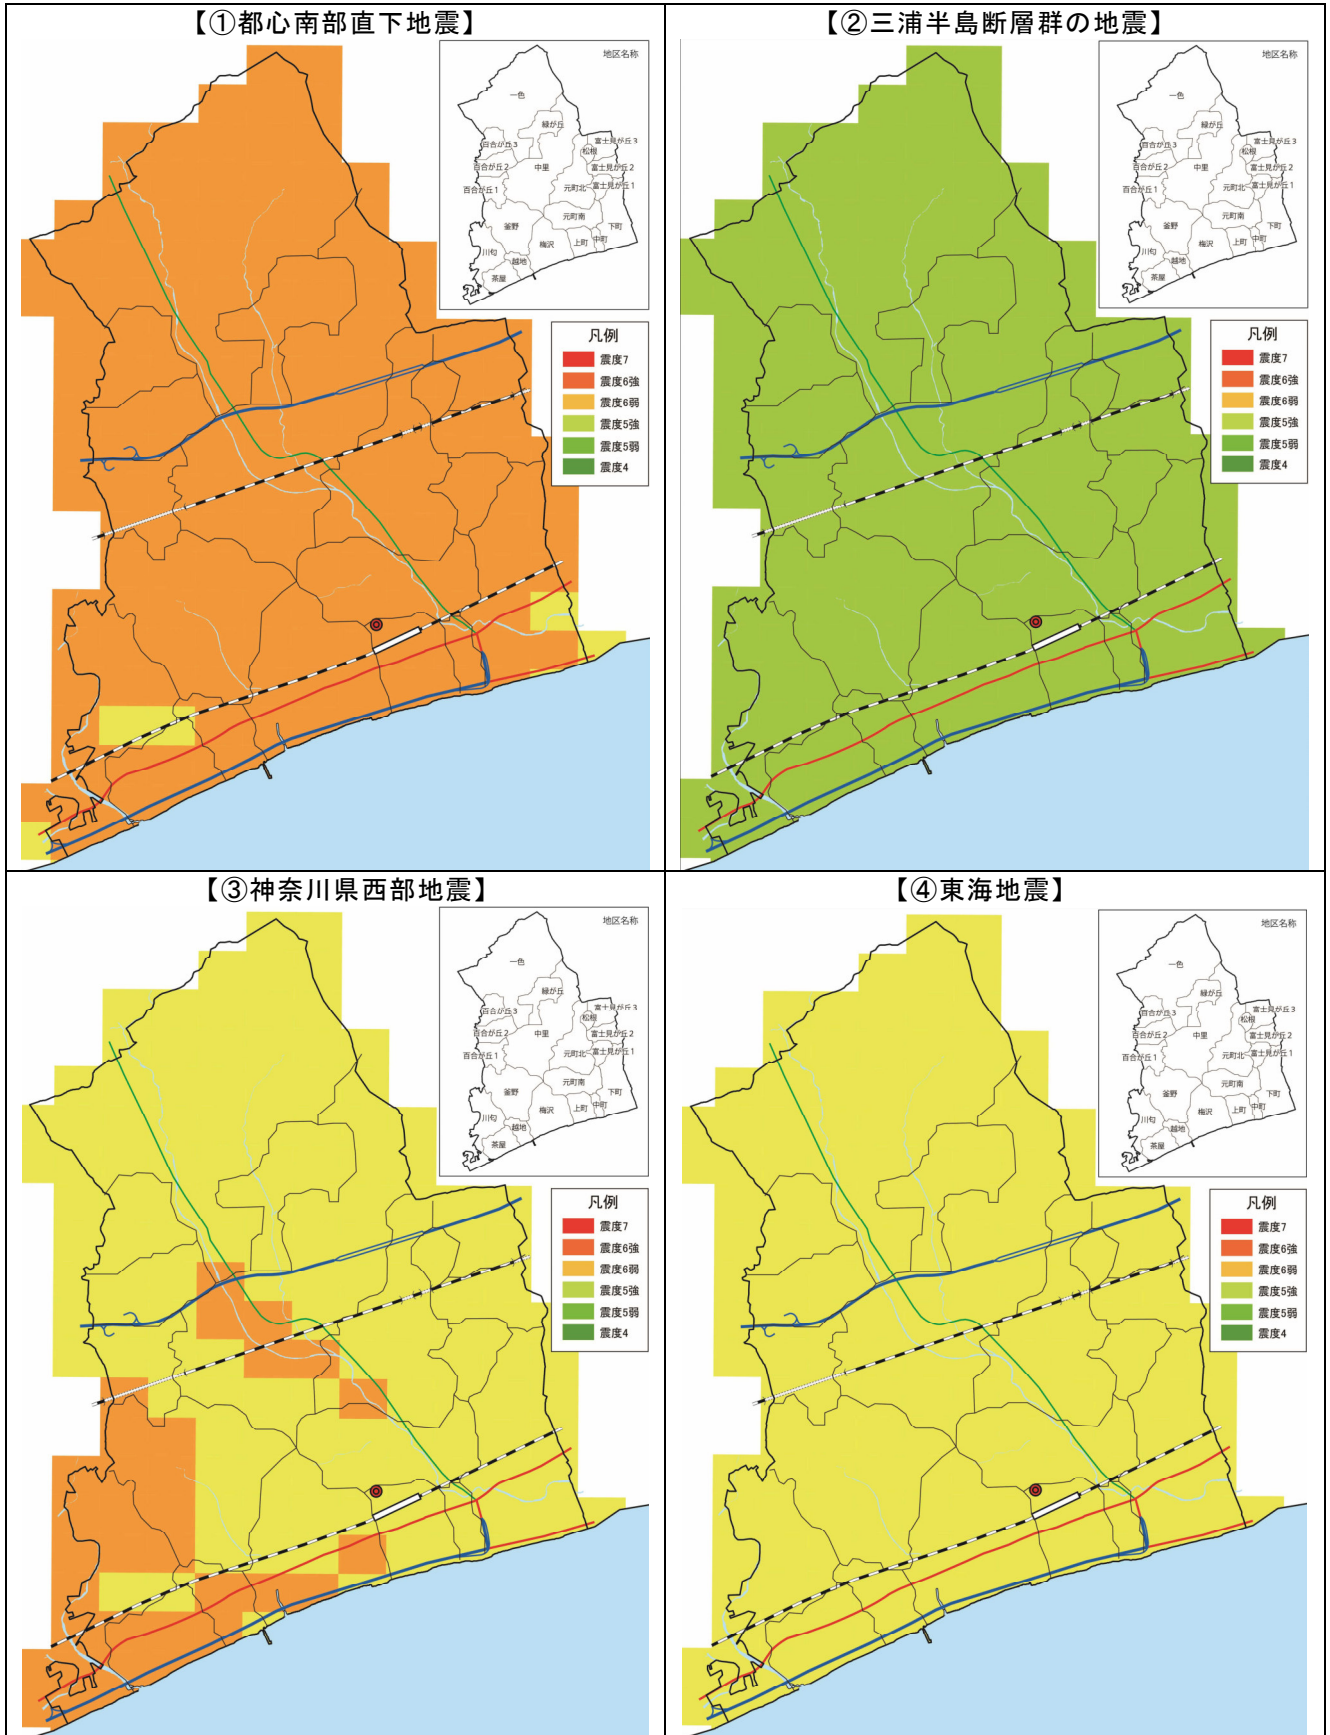 【①都心南部直下地震】
地区名称
一色
緑が丘
百合が丘3
富士見が丘3
松根
百合が丘2
中里
富士見が丘2
百合が丘1
元町北
富士見が丘1
元町南
釜野
下町
川匂
梅沢
上町
中町
越地
茶屋
凡例
震度7
震度6強
震度6弱
震度5強
震度5弱
震度4
【②三浦半島断層群の地震】
地区名称
一色
緑が丘
百合が丘3
富士見が丘3
松根
百合が丘2
中里
富士見が丘2
百合が丘1
元町北
富士見が丘1
元町南
釜野
下町
川匂
梅沢
上町
中町
越地
茶屋
凡例
震度7
震度6強
震度6弱
震度5強
震度5弱
震度4
【③神奈川県西部地震】
地区名称
一色
緑が丘
百合が丘3
富士見が丘3
松根
百合が丘2
中里
富士見が丘2
百合が丘1
元町北
富士見が丘1
元町南
釜野
下町
川匂
梅沢
上町
中町
越地
茶屋
凡例
震度7
震度6強
震度6弱
震度5強
震度5弱
震度4
【④東海地震】
地区名称
一色
緑が丘
百合が丘3
富士見が丘3
松根
百合が丘2
中里
富士見が丘2
百合が丘1
元町北
富士見が丘1
元町南
釜野
下町
川匂
梅沢
上町
中町
越地
茶屋
凡例
震度7
震度6強
震度6弱
震度5強
震度5弱
震度4